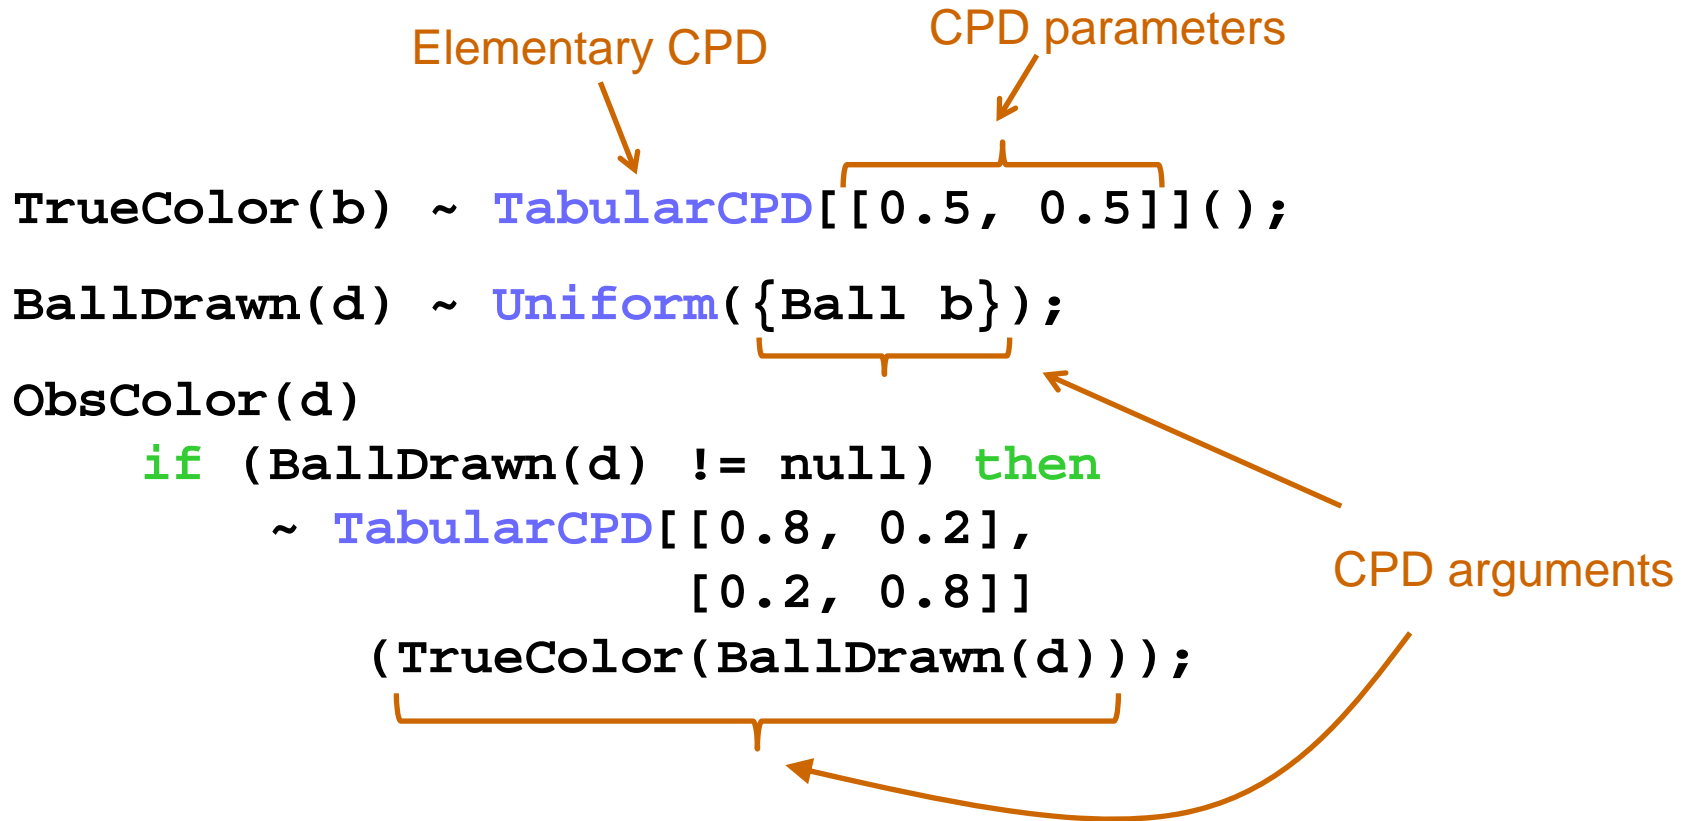 Elementary CPD
CPD parameters
TrueColor(b) ~ TabularCPD[[0.5, 0.5]]();
BallDrawn(d) ~ Uniform({Ball b});
ObsColor(d)
if (BallDrawn(d) != null) then
~ TabularCPD[[0.8, 0.2],
[0.2, 0.8]]
(TrueColor(BallDrawn(d)));
CPD arguments